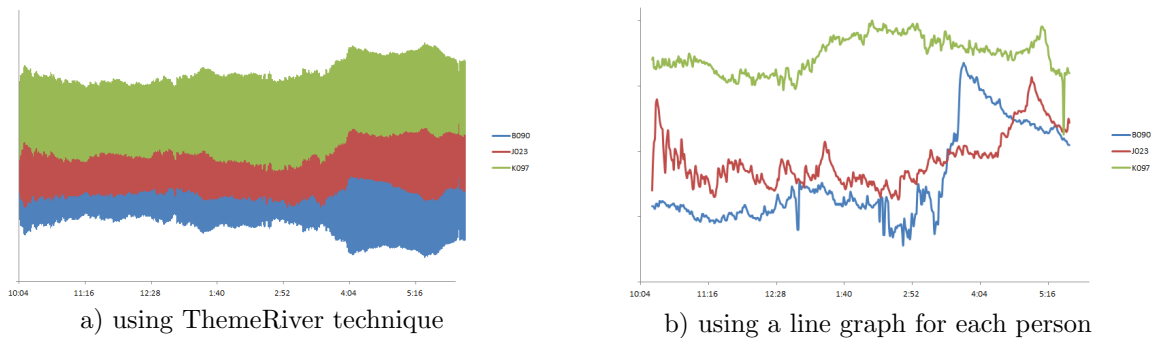 B090
J023
K097
10:04 11:16 12:28 1:40 2:52 4:04 5:16
a) using ThemeRiver technique
B090
J023
K097
10:04 11:16 12:28 1:40 2:52 4:04 5:16
b) using a line graph for each person